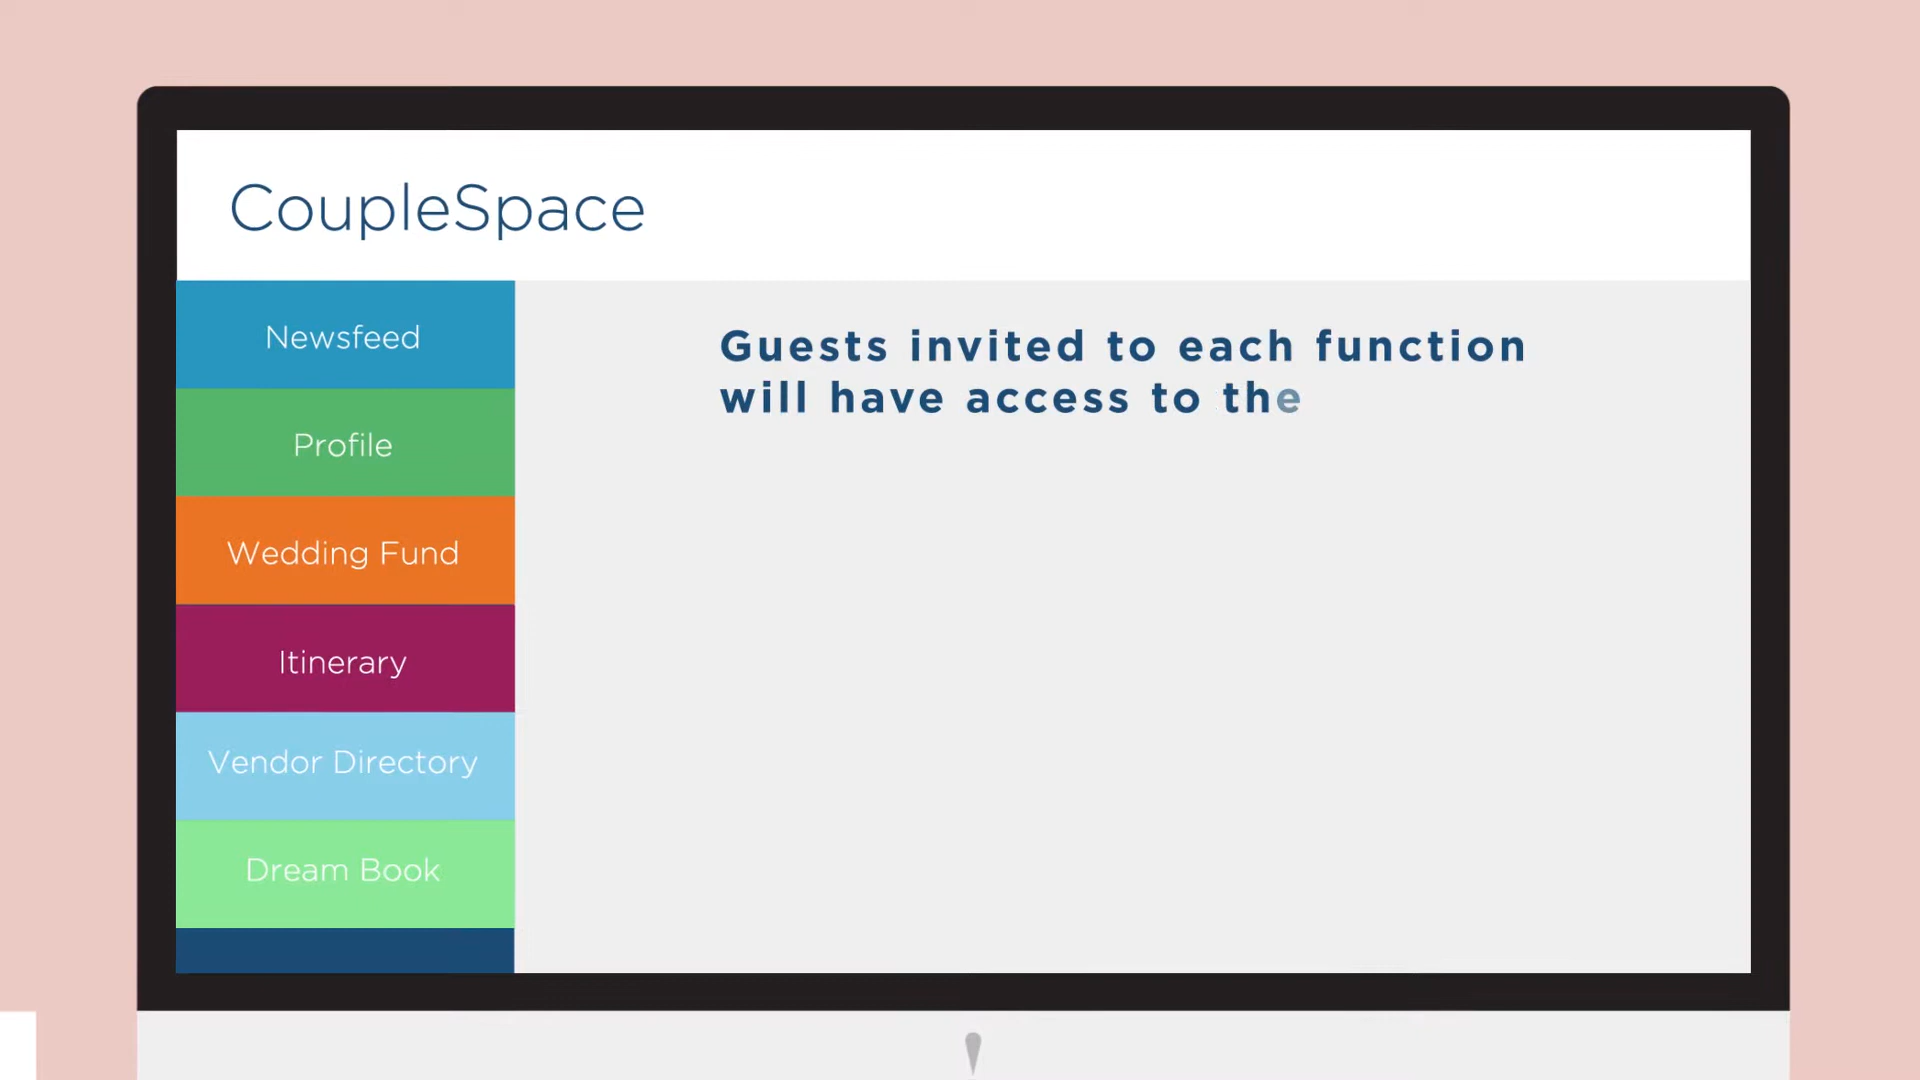 CoupleSpace
Newsfeed
Profile
Wedding Fund
Itinerary
Vendor Directory
Dream Book
Guests invited to each function
will have access to the